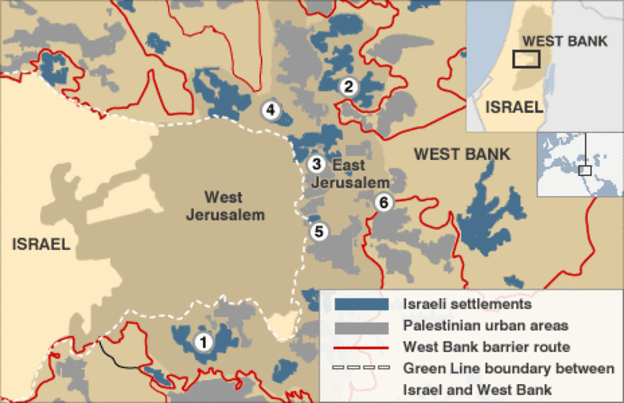 WEST BANK
ISRAEL
2
4
WEST BANK
3
East
Jerusalem
West
Jerusalem
6
5
ISRAEL
1
Israeli settlements
Palestinian urban areas
West Bank barrier route
Green Line boundary between
Israel and West Bank